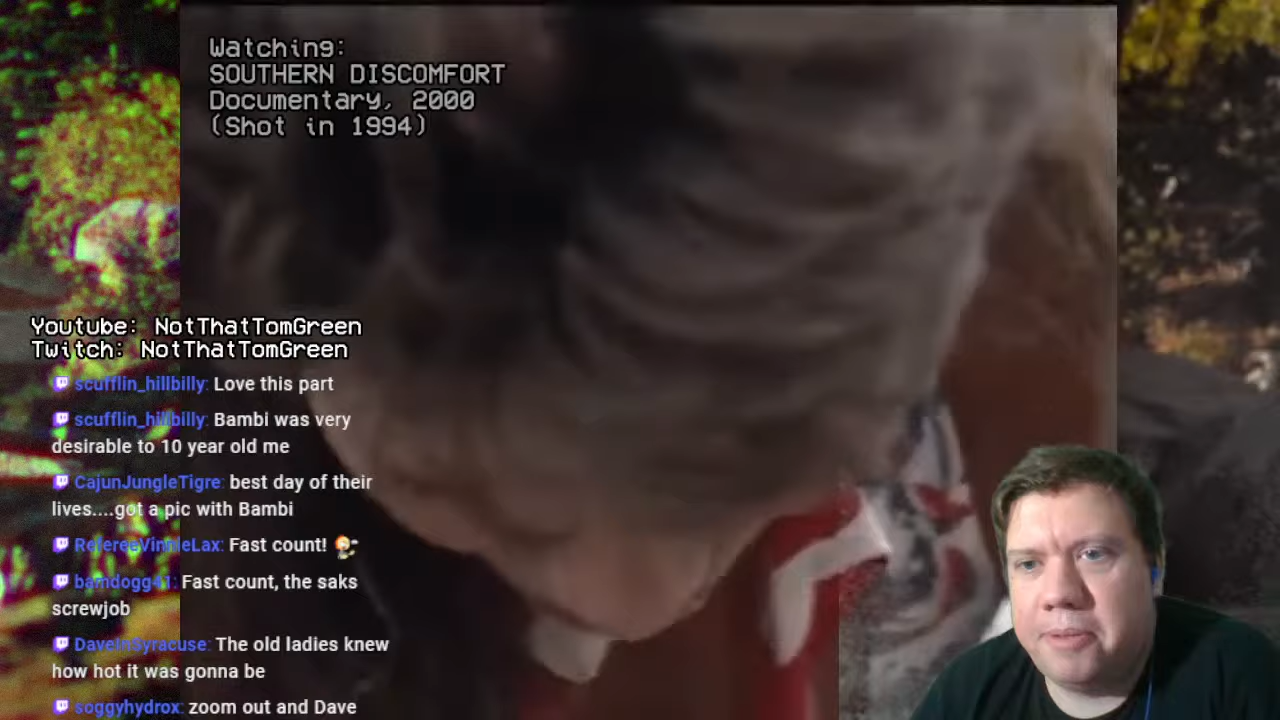 Watching:
SOUTHERN DISCOMFORT
Documentary, 2000
(Shot in 1994)
Youtube: NotThatTomGreen
Twitch: NotThatTomGreen
scufflin_hillbilly: Love this part
scufflin_hillbilly: Bambi was very
desirable to 10 year old me
CajunJungleTigre: best day of their
lives....got a pic with Bambi
RefereeVinnieLax: Fast count!
bamdogg41: Fast count, the saks
screwjob
DaveInSyracuse: The old ladies knew
how hot it was gonna be
soggyhydrox: zoom out and Dave